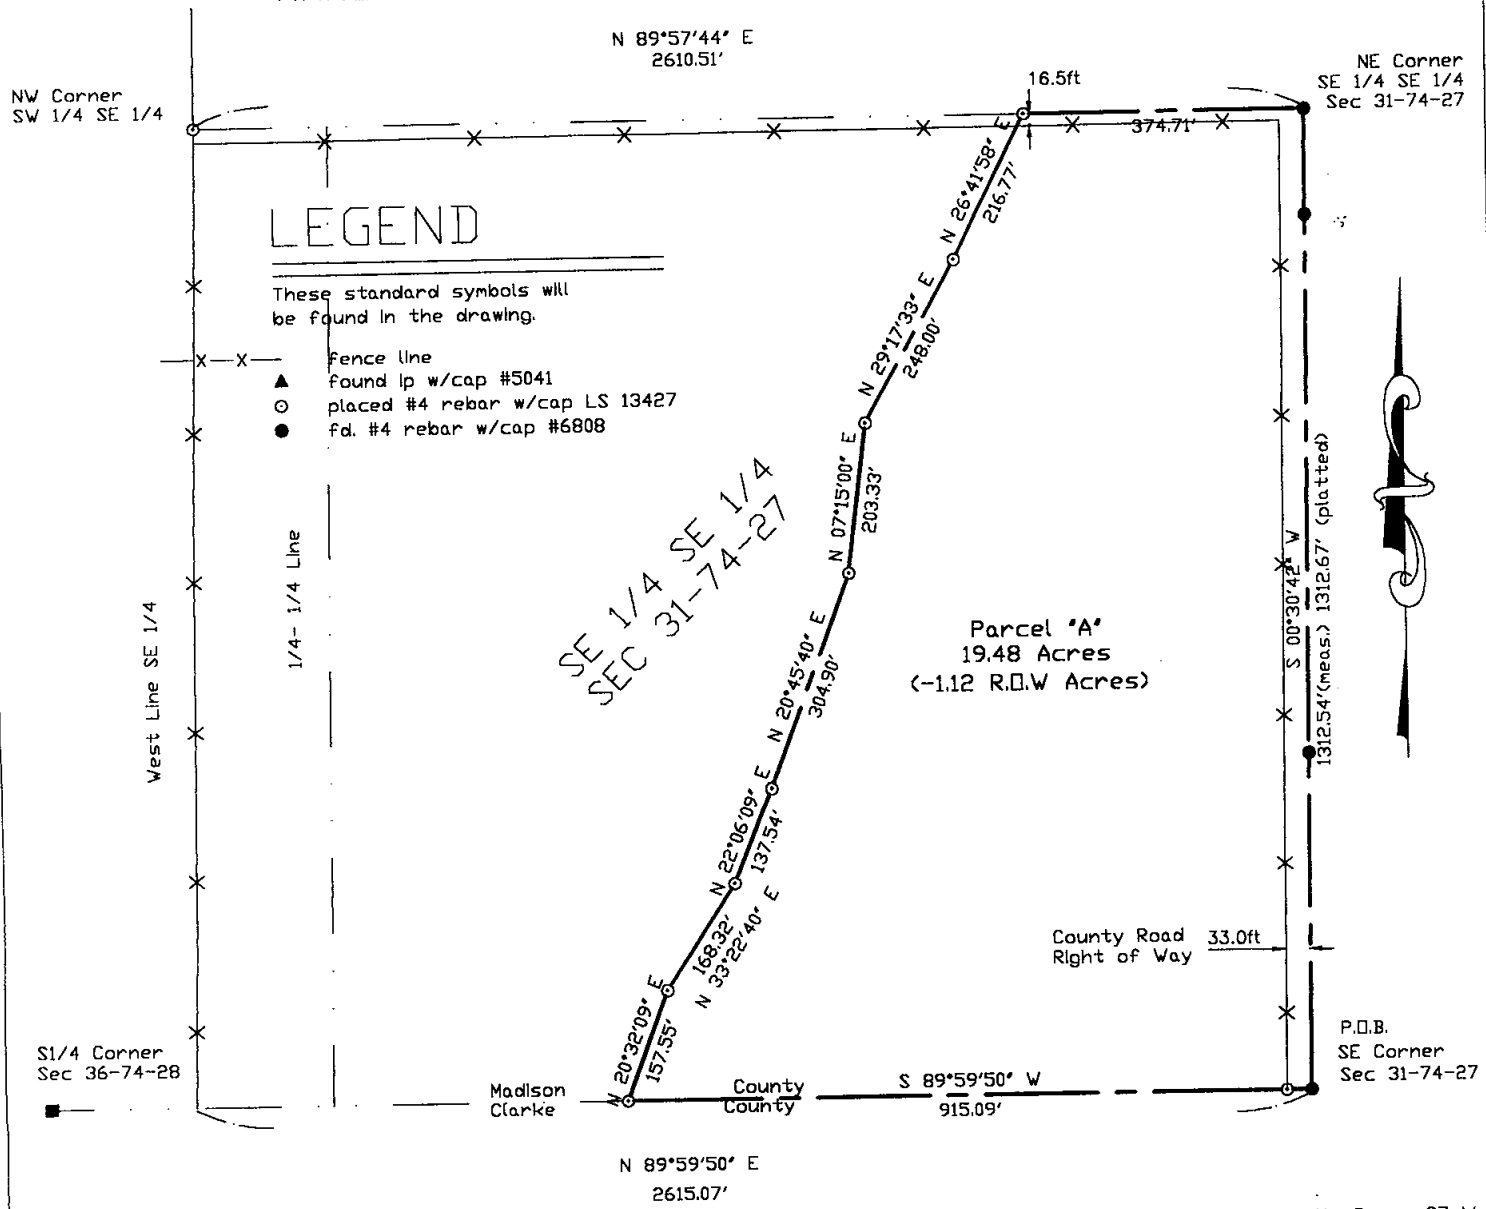 N 89°57'44" E
2610.51'
NW Corner
SW 1/4 SE 1/4
16.5ft
NE Corner
SE 1/4 SE 1/4
Sec 31-74-27
374.71'
N 26°41'58" E
216.77'
LEGEND
These standard symbols will
be found in the drawing.
x x fence line
found ip w/cap #5041
placed #4 rebar w/cap LS 13427
fd. #4 rebar w/cap #6808
N 29°17'33" E
248.00'
N 07°15'00" E
203.33'
SE 1/4 SE 1/4
SEC 31-74-27
1/4- 1/4 Line
West Line SE 1/4
N 20°45'40" E
304.90'
Parcel "A"
19.48 Acres
(-1.12 R.O.W Acres)
S 00°30'42" W
1312.54'(meas.) 1312.67' (platted)
N 22°06'09" E
137.54'
168.32'
N 33°22'40" E
County Road 33.0ft
Right of Way
N 20°32'09" E
157.55'
P.O.B.
SE Corner
Sec 31-74-27
S1/4 Corner
Sec 36-74-28
Madison County
Clarke County
S 89°59'50" W
915.09'
N 89°59'50" E
2615.07'